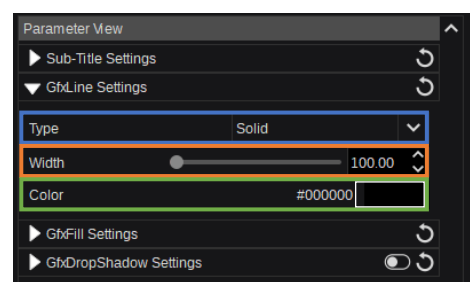 Parameter View
Sub-Title Settings
GfxLine Settings
Type Solid
Width 100.00
Color #000000
GfxFill Settings
GfxDropShadow Settings